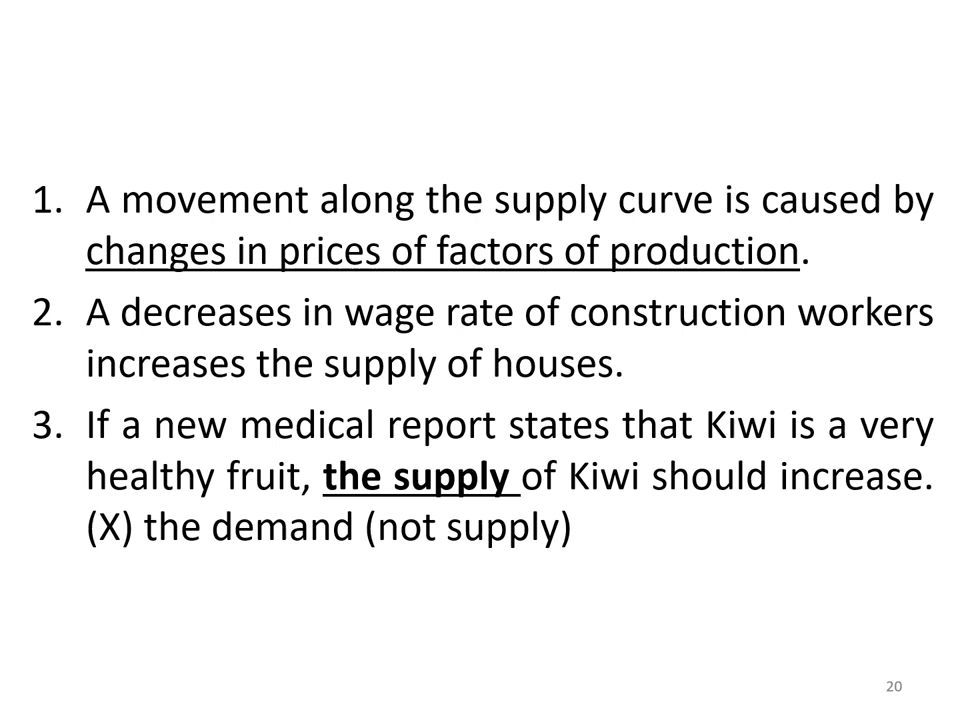 1. A movement along the supply curve is caused by
changes in prices of factors of production.
2. A decreases in wage rate of construction workers
increases the supply of houses.
3. If a new medical report states that Kiwi is a very
healthy fruit, the supply of Kiwi should increase.
(X) the demand (not supply)
20